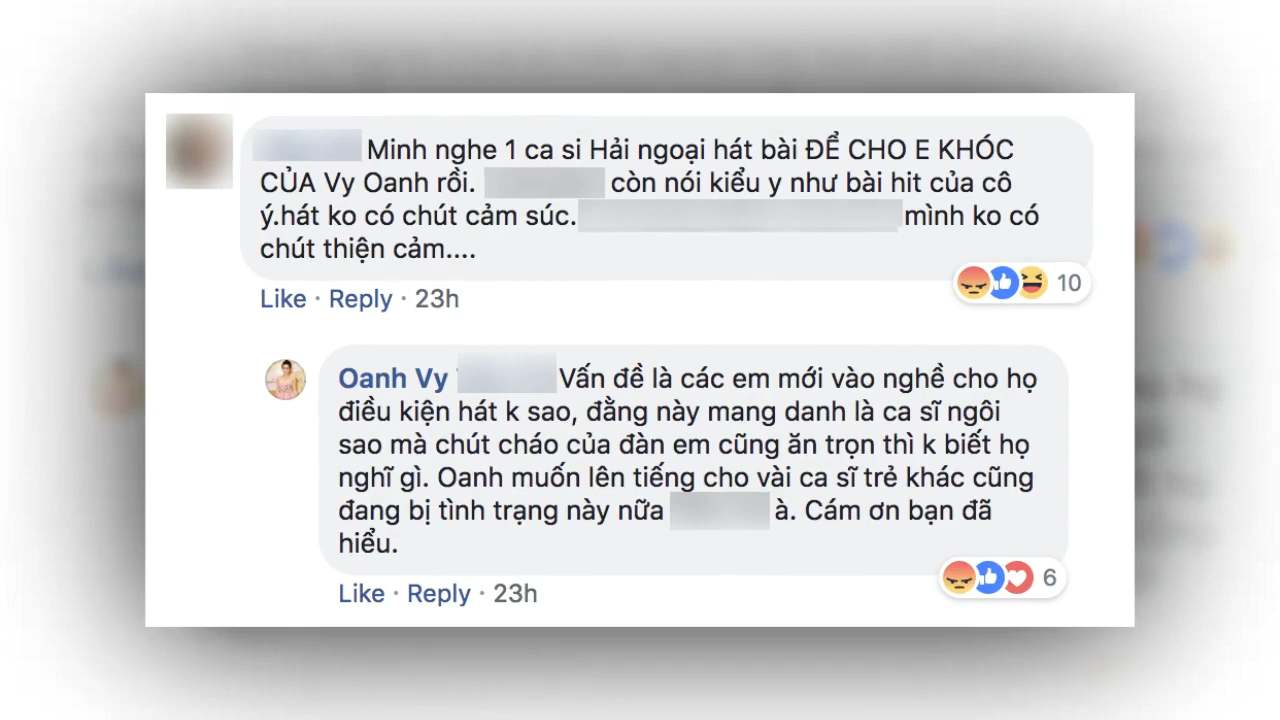 Minh nghe 1 ca si Hải ngoại hát bài ĐỂ CHO E KHÓC
CỦA Vy Oanh rồi. còn nói kiểu y như bài hit của cô
ý.hát ko có chút cảm súc. mình ko có
chút thiện cảm....
Like · Reply · 23h
10
Oanh Vy Vấn đề là các em mới vào nghề cho họ
điều kiện hát k sao, đằng này mang danh là ca sĩ ngôi
sao mà chút cháo của đàn em cũng ăn trọn thì k biết họ
nghĩ gì. Oanh muốn lên tiếng cho vài ca sĩ trẻ khác cũng
đang bị tình trạng này nữa à. Cám ơn bạn đã
hiểu.
Like · Reply · 23h
6